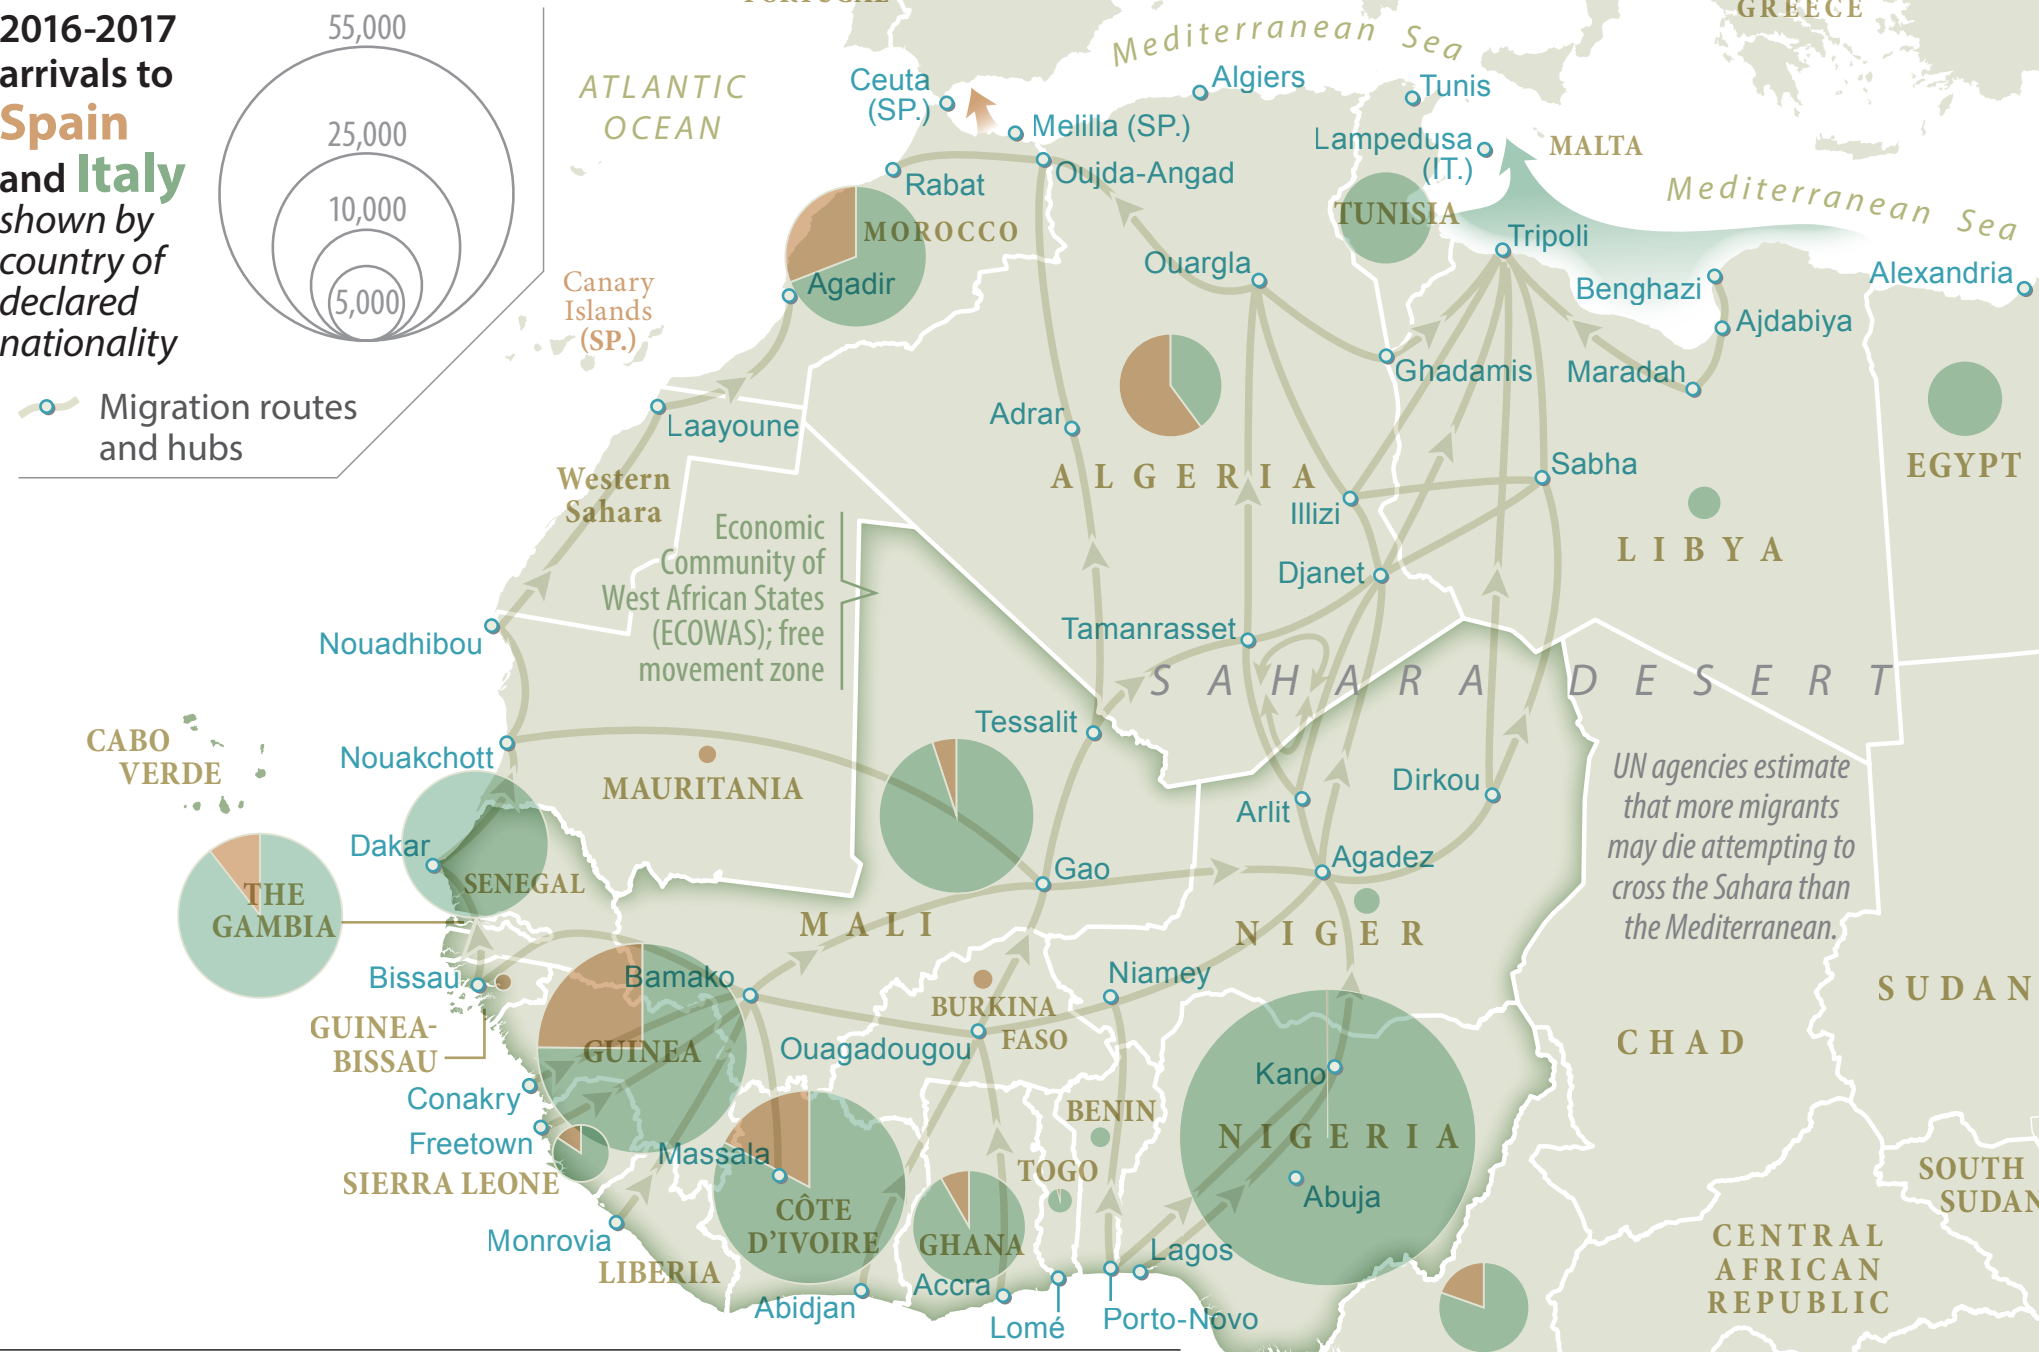 2016-2017
arrivals to
Spain
and Italy
shown by
country of
declared
nationality
55,000
25,000
10,000
5,000
Migration routes
and hubs
GREECE
Mediterranean Sea
ATLANTIC
OCEAN
Ceuta
(SP.)
Algiers
Tunis
Melilla (SP.)
Lampedusa
(IT.)
MALTA
Rabat
Oujda-Angad
Mediterranean Sea
MOROCCO
TUNISIA
Tripoli
Ouargla
Agadir
Benghazi
Alexandria
Canary
Islands
(SP.)
Ajdabiya
Ghadamis
Maradah
Laayoune
Adrar
Western
Sahara
ALGERIA
Sabha
EGYPT
Illizi
LIBYA
Economic
Community of
West African States
(ECOWAS); free
movement zone
Djanet
Nouadhibou
Tamanrasset
SAHARA DESERT
CABO
VERDE
Nouakchott
Tessalit
MAURITANIA
Arlit
Dirkou
UN agencies estimate
that more migrants
may die attempting to
cross the Sahara than
the Mediterranean.
Dakar
Gao
Agadez
THE
GAMBIA
SENEGAL
MALI
NIGER
Bissau
Bamako
Niamey
SUDAN
GUINEA-
BISSAU
GUINEA
BURKINA
FASO
Ouagadougou
CHAD
Conakry
Kano
Freetown
BENIN
NIGERIA
Massala
TOGO
SIERRA LEONE
Abuja
SOUTH
SUDAN
CÔTE
D'IVOIRE
GHANA
Monrovia
Lagos
LIBERIA
CENTRAL
AFRICAN
REPUBLIC
Abidjan
Accra
Lomé
Porto-Novo